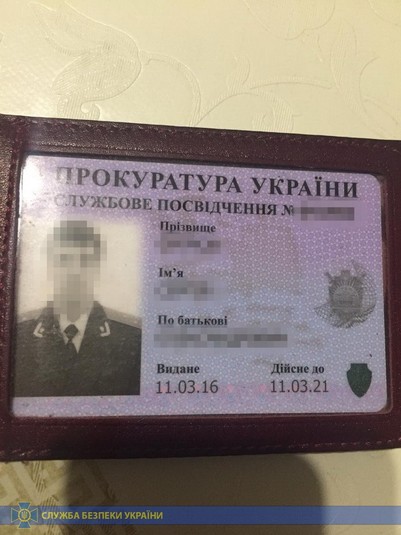 ПРОКУРАТУРА УКРАЇНИ
СЛУЖБОВЕ ПОСВІДЧЕННЯ №
Прізвище
Ім'я
По батькові
Видане Дійсне до
11.03.16 11.03.21
СЛУЖБА БЕЗПЕКИ УКРАЇНИ